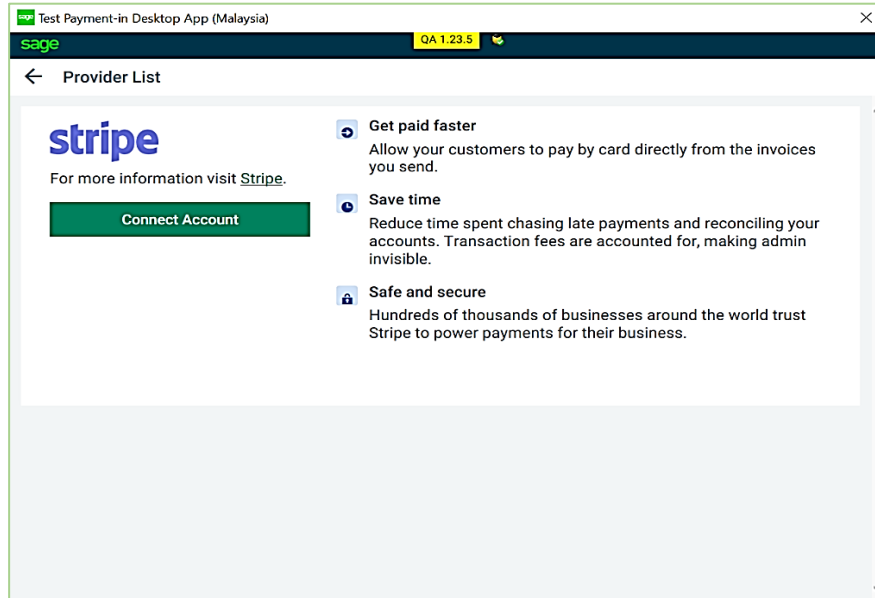 sage Test Payment-in Desktop App (Malaysia)
sage
QA 1.23.5
Provider List
stripe
For more information visit Stripe.
Connect Account
Get paid faster
Allow your customers to pay by card directly from the invoices
you send.
Save time
Reduce time spent chasing late payments and reconciling your
accounts. Transaction fees are accounted for, making admin
invisible.
Safe and secure
Hundreds of thousands of businesses around the world trust
Stripe to power payments for their business.